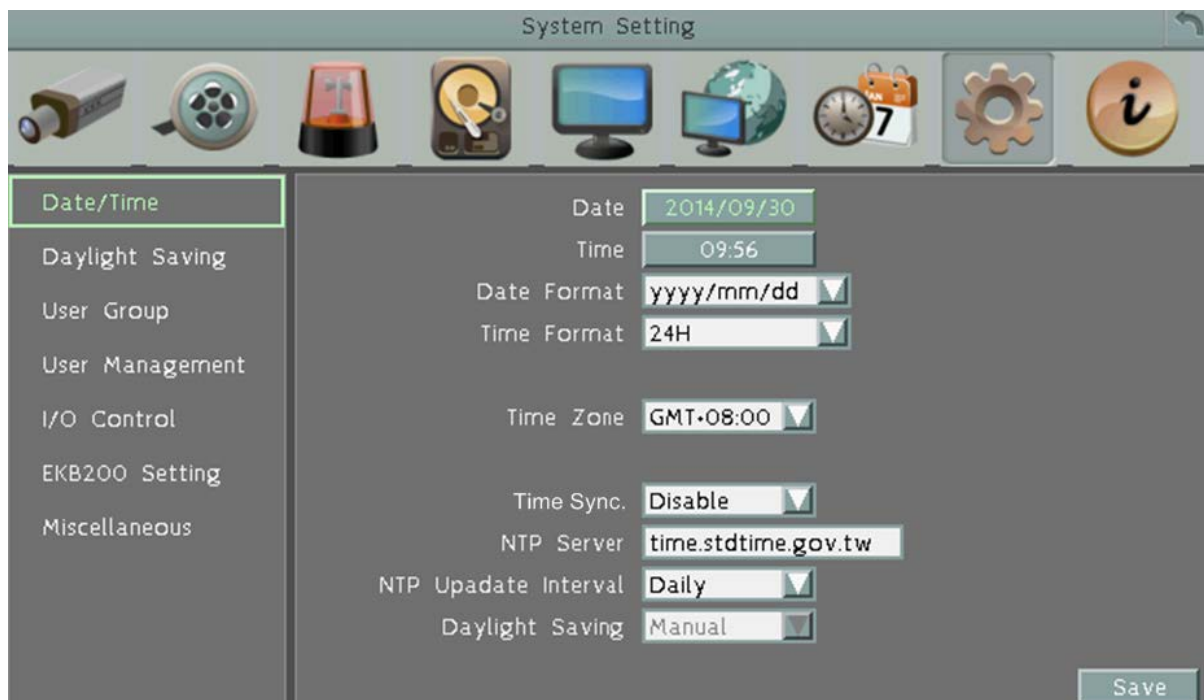 System Setting
JAN
7
i
Date/Time
Daylight Saving
User Group
User Management
I/O Control
EKB200 Setting
Miscellaneous
Date 2014/09/30
Time 09:56
Date Format yyyy/mm/dd
Time Format 24H
Time Zone GMT+08:00
Time Sync. Disable
NTP Server time.stdtime.gov.tw
NTP Upadate Interval Daily
Daylight Saving Manual
Save